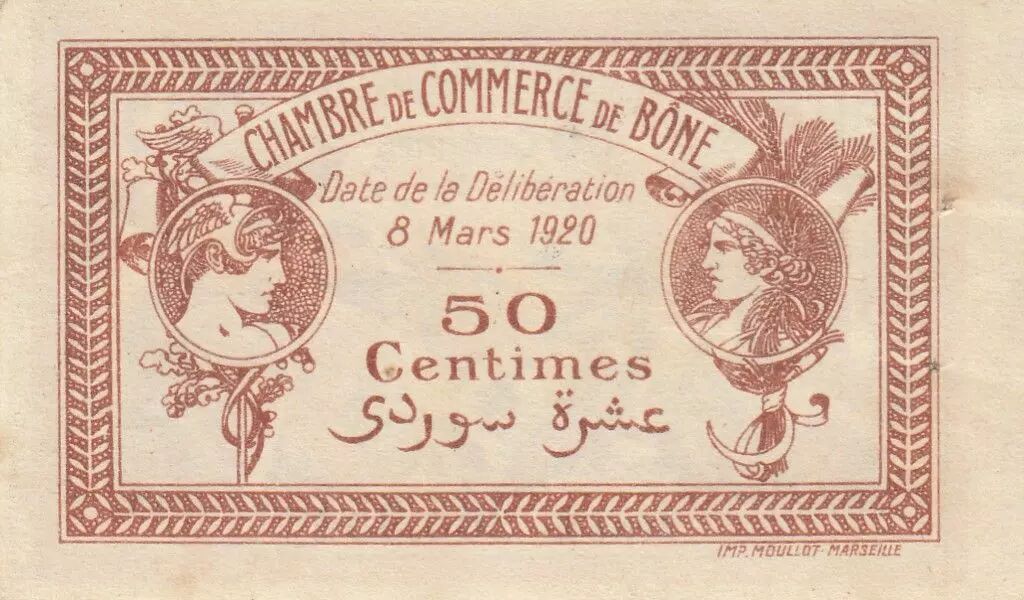 CHAMBRE DE COMMERCE DE BÔNE
Date de la Délibération
8 Mars 1920
50
Centimes
عشرة سوردى
IMP. MOULLOT - MARSEILLE